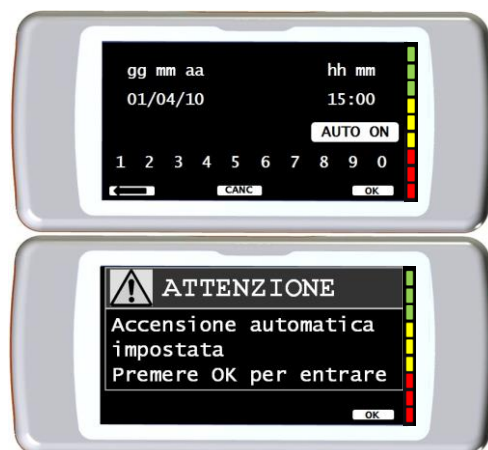 gg mm aa hh mm
01/04/10 15:00
AUTO ON
1 2 3 4 5 6 7 8 9 0
CANC OK
ATTENZIONE
Accensione automatica
impostata
Premere OK per entrare
OK